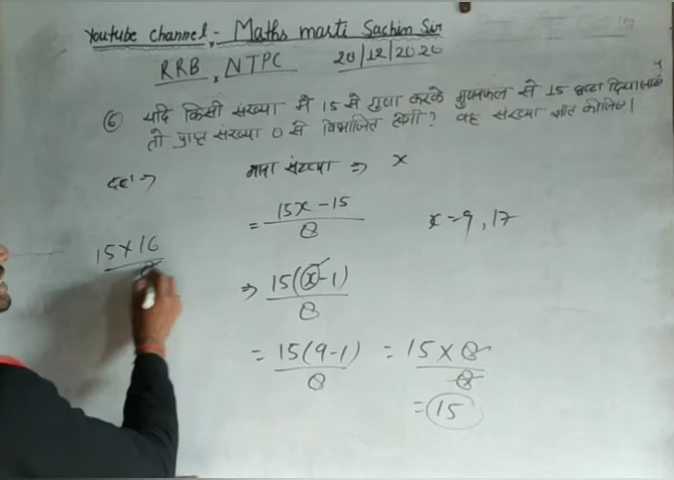 Youtube channel - Maths masti Sachin Sir
RRB, NTPC 20/12/2020
6 यदि किसी संख्या में 15 से गुणा करके गुणनफल से 15 घटा दिया जाये
तो प्राप्त संख्या 8 से विभाजित होगी? वह संख्या ज्ञात कीजिए।
हल ⇒ माना संख्या ⇒ x
= 15x - 15 / 8 x = 9, 17
15 × 16 / 8
⇒ 15(x - 1) / 8
= 15(9 - 1) / 8 = 15 × 8 / 8
= 15